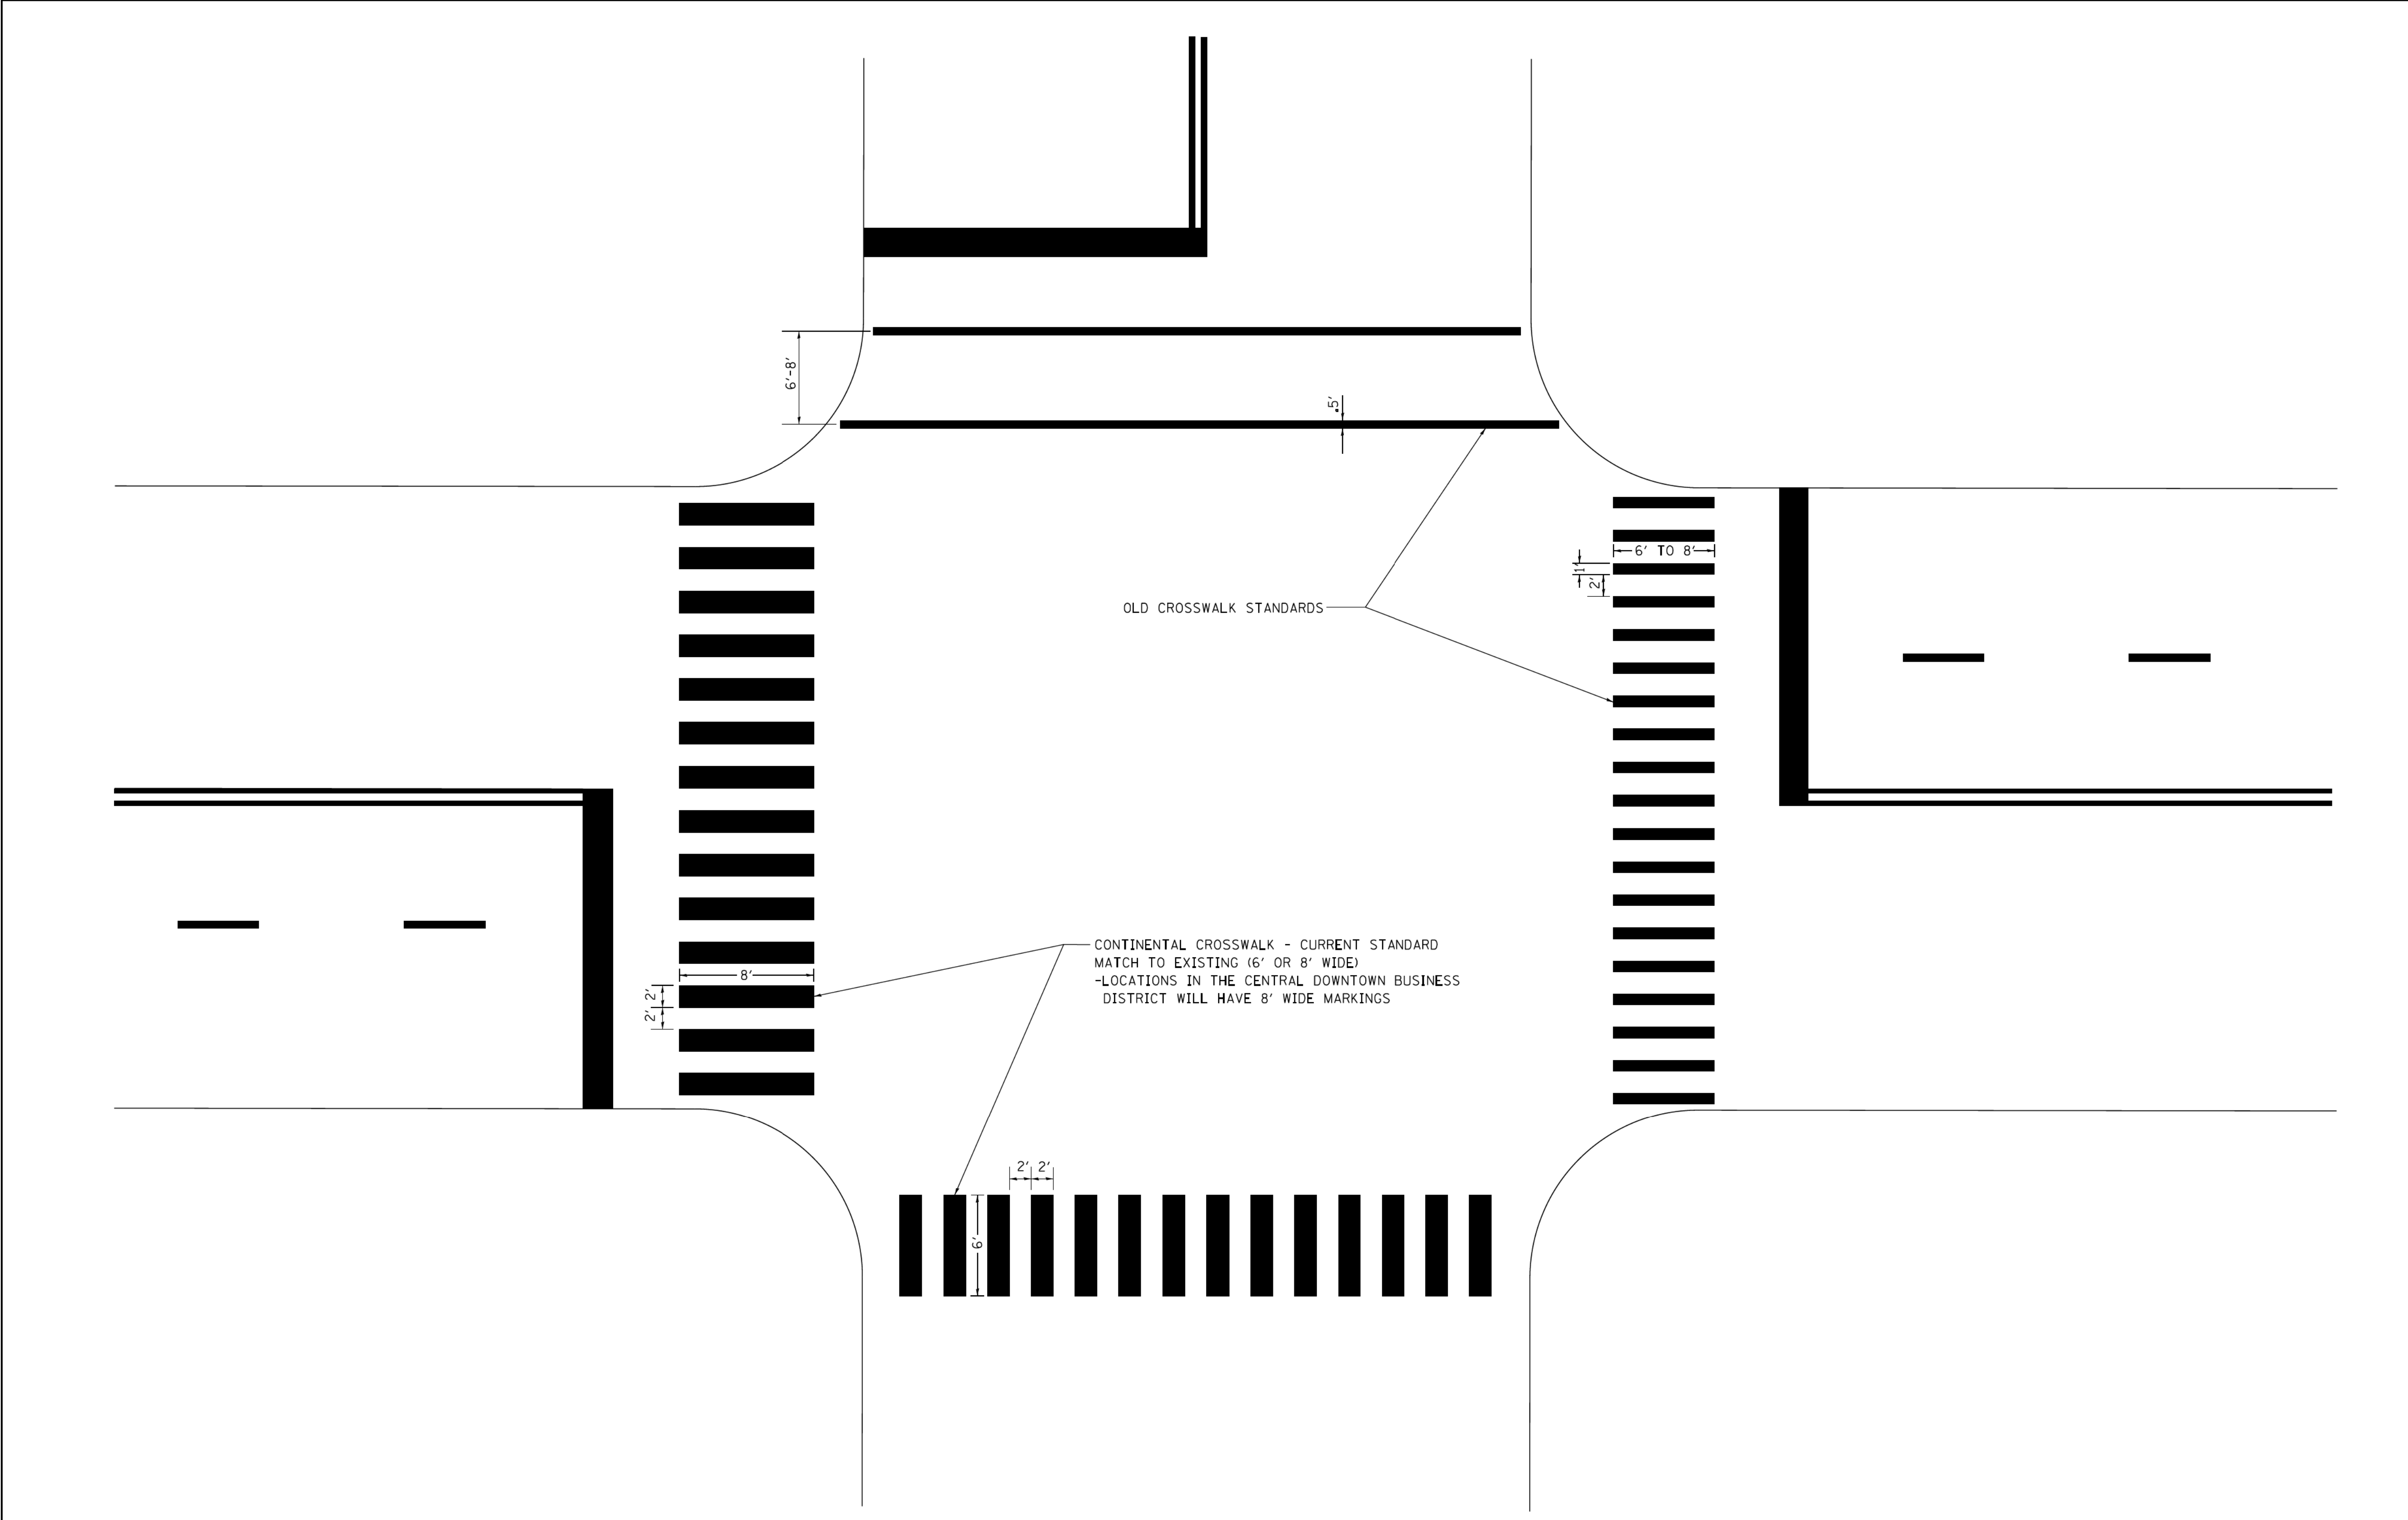 6'-8'
.5'
6' TO 8'
1'
2'
OLD CROSSWALK STANDARDS
CONTINENTAL CROSSWALK - CURRENT STANDARD
MATCH TO EXISTING (6' OR 8' WIDE)
-LOCATIONS IN THE CENTRAL DOWNTOWN BUSINESS
DISTRICT WILL HAVE 8' WIDE MARKINGS
8'
2'
2'
2' 2'
6'